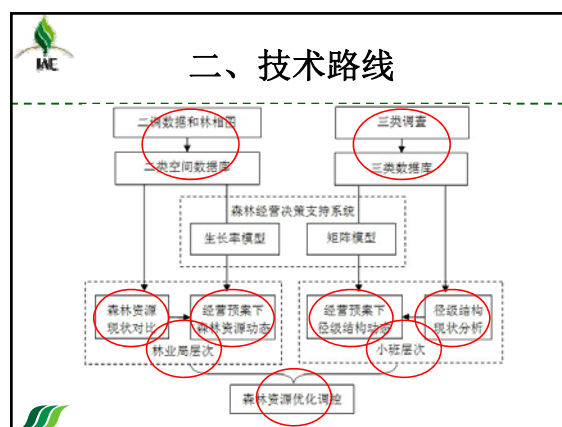 IAE
二、技术路线
二调数据和林相图
三类调查
二类空间数据库
三类数据库
森林经营决策支持系统
生长率模型
矩阵模型
森林资源
现状对比
经营预案下
森林资源动态
经营预案下
径级结构动态
径级结构
现状分析
林业局层次
小班层次
森林资源优化调控